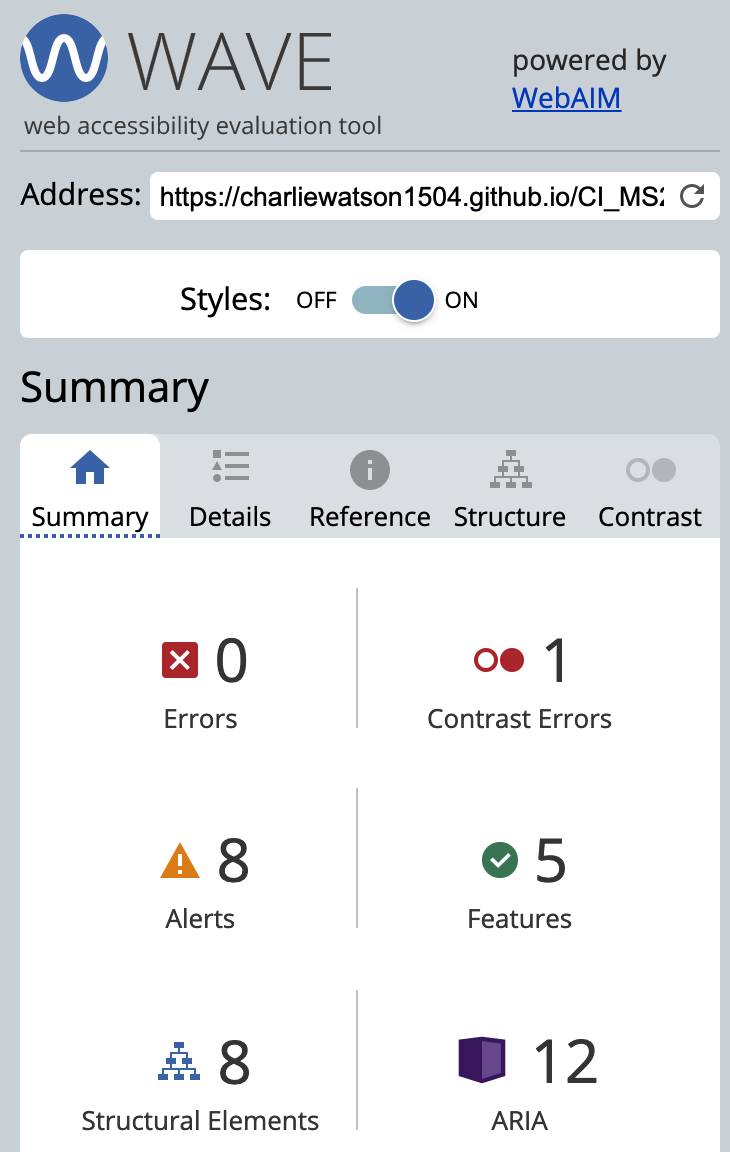 WAVE
powered by
WebAIM
web accessibility evaluation tool
Address: https://charliewatson1504.github.io/CI_MS2
Styles: OFF ON
Summary
Summary Details Reference Structure Contrast
0 1
Errors Contrast Errors
8 5
Alerts Features
8 12
Structural Elements ARIA